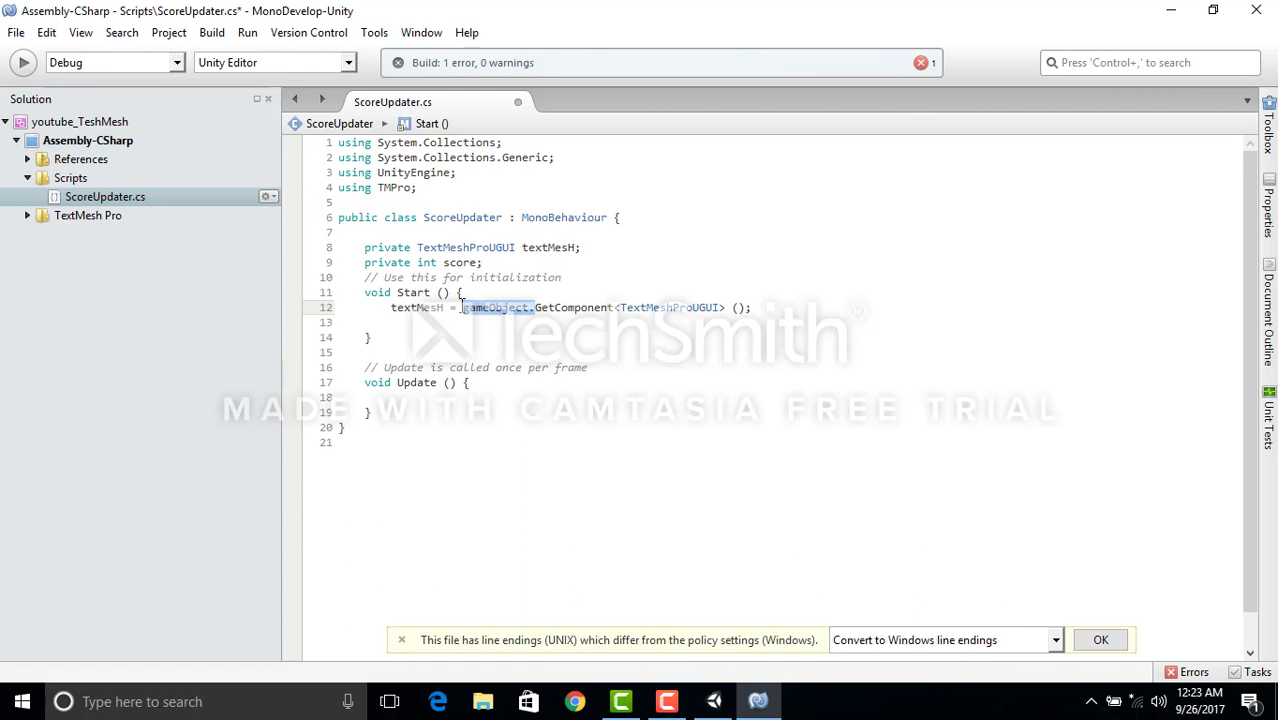 Assembly-CSharp - Scripts\ScoreUpdater.cs* - MonoDevelop-Unity
File Edit View Search Project Build Run Version Control Tools Window Help
Debug Unity Editor Build: 1 error, 0 warnings 1 Press 'Control+,' to search
Solution
youtube_TeshMesh
Assembly-CSharp
References
Scripts
ScoreUpdater.cs
TextMesh Pro
ScoreUpdater.cs
ScoreUpdater Start ()
1 using System.Collections;
2 using System.Collections.Generic;
3 using UnityEngine;
4 using TMPro;
5
6 public class ScoreUpdater : MonoBehaviour {
7
8 private TextMeshProUGUI textMesH;
9 private int score;
10 // Use this for initialization
11 void Start () {
12 textMesH = gameObject.GetComponent<TextMeshProUGUI> ();
13
14 }
15
16 // Update is called once per frame
17 void Update () {
18
19 }
20 }
21
TechSmith®
MADE WITH CAMTASIA FREE TRIAL
Toolbox
Properties
Document Outline
Unit Tests
This file has line endings (UNIX) which differ from the policy settings (Windows). Convert to Windows line endings OK
Errors Tasks
Type here to search
12:23 AM
9/26/2017
1